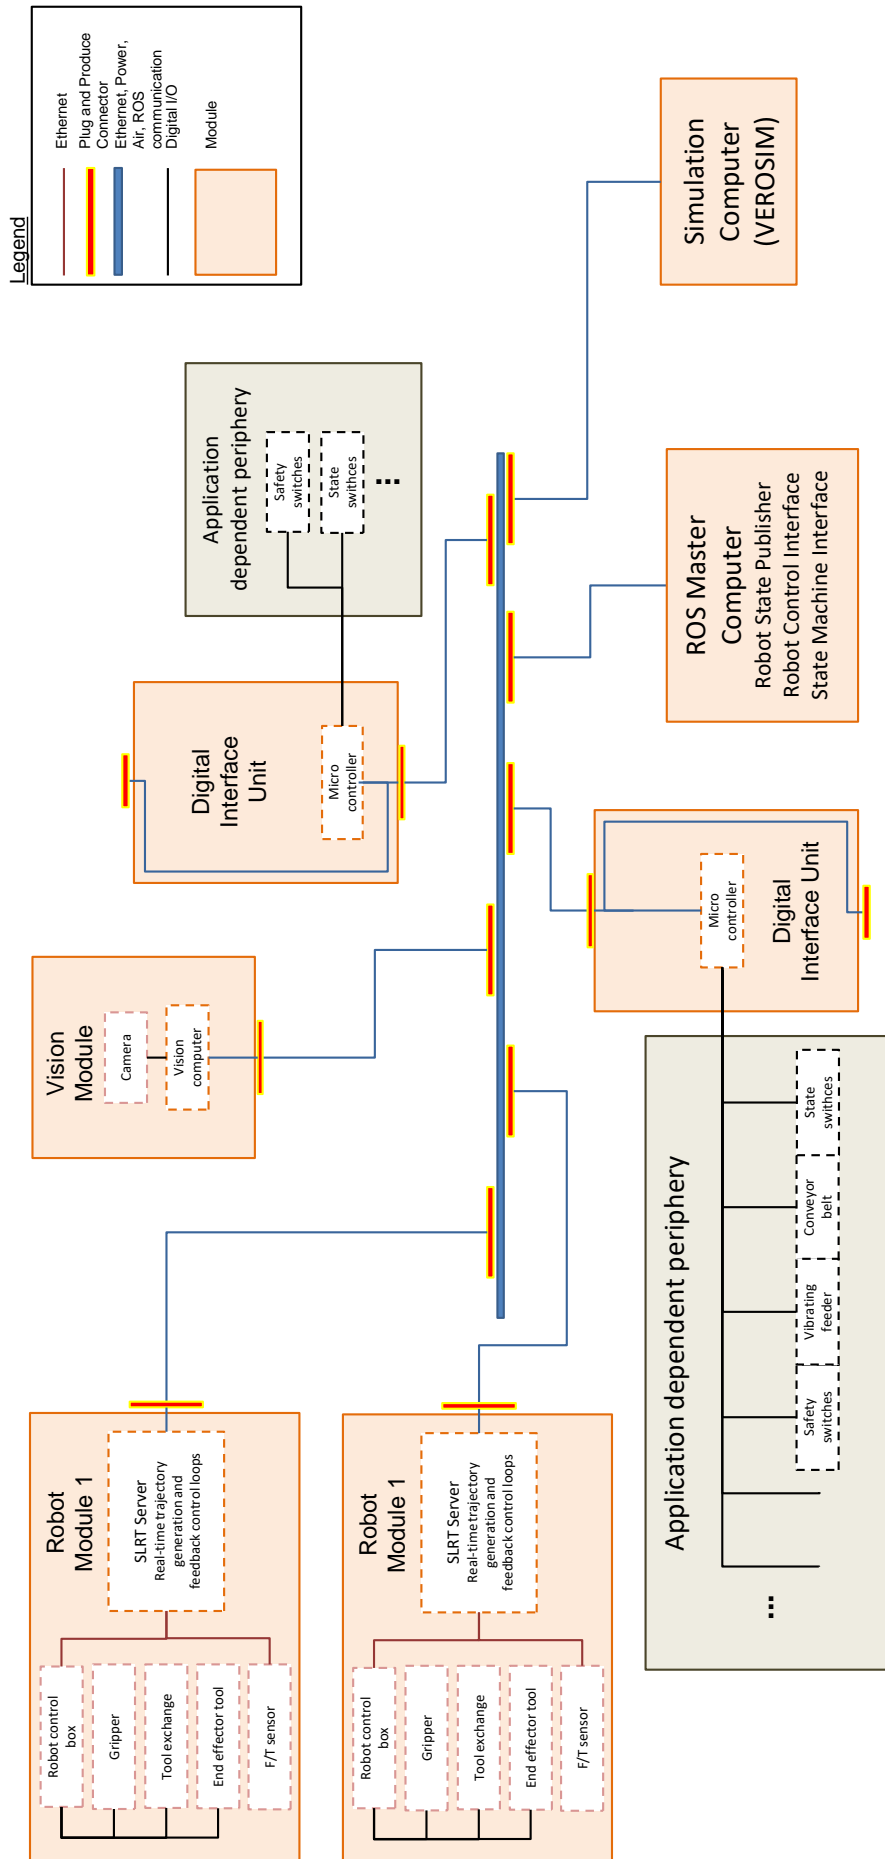 Legend
Ethernet
Plug and Produce
Connector
Ethernet, Power,
Air, ROS
communication
Digital I/O
Module
Robot
Module 1
SLRT Server
Real-time trajectory
generation and
feedback control loops
Robot control
box
Gripper
Tool exchange
End effector tool
F/T sensor
Vision
Module
Camera
Vision
computer
Digital
Interface
Unit
Micro
controller
Application
dependent periphery
Safety
switches
State
swithces
...
Robot
Module 1
SLRT Server
Real-time trajectory
generation and
feedback control loops
Robot control
box
Gripper
Tool exchange
End effector tool
F/T sensor
Application dependent periphery
...
Safety
switches
Vibrating
feeder
Conveyor
belt
State
swithces
Micro
controller
Digital
Interface Unit
ROS Master
Computer
Robot State Publisher
Robot Control Interface
State Machine Interface
Simulation
Computer
(VEROSIM)